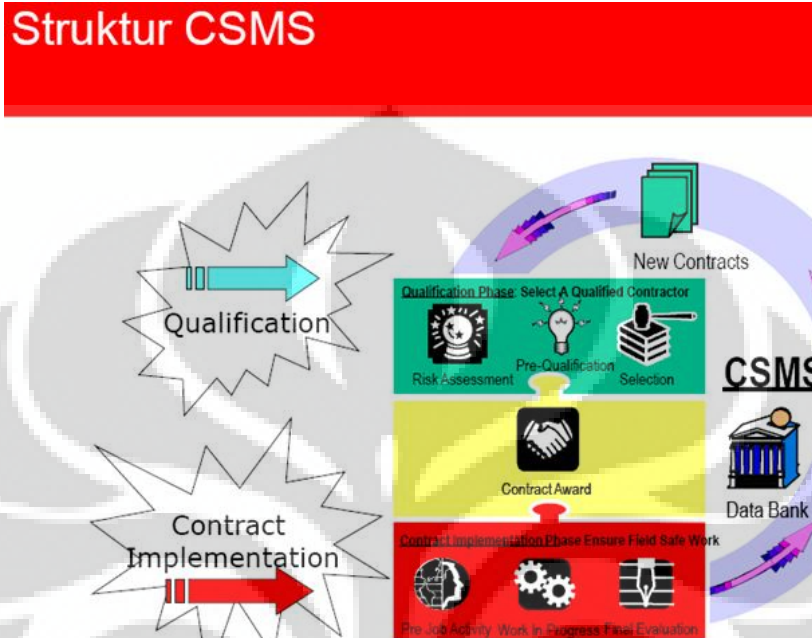 Struktur CSMS
New Contracts
Qualification
Qualification Phase: Select A Qualified Contractor
Risk Assessment
Pre-Qualification
Selection
CSMS
Contract Award
Data Bank
Contract
Implementation
Contract Implementation Phase Ensure Field Safe Work
Pre Job Activity Work In Progress Final Evaluation